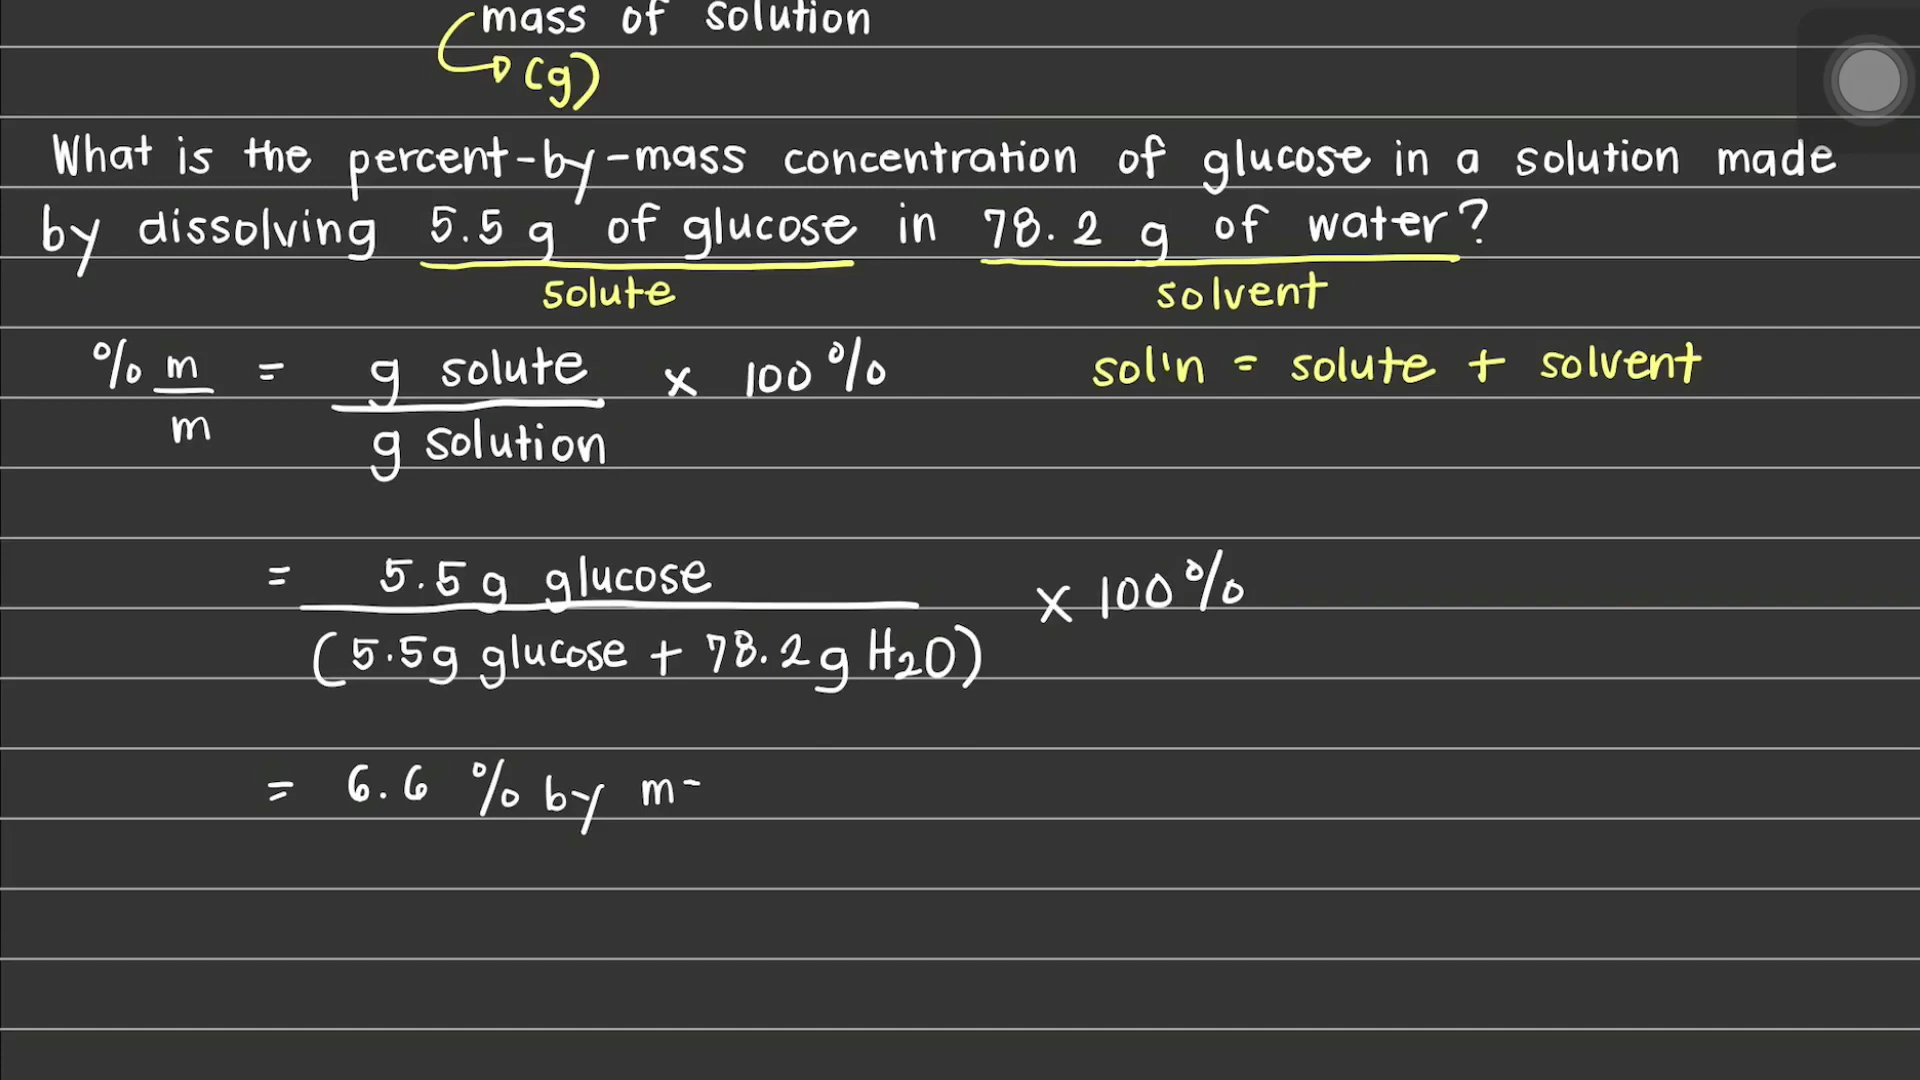 mass of solution
(g)
What is the percent-by-mass concentration of glucose in a solution made
by dissolving 5.5 g of glucose in 78.2 g of water?
solute solvent
% m = g solute x 100 % sol'n = solute + solvent
m g solution
= 5.5 g glucose x 100 %
(5.5g glucose + 78.2 g H2O)
= 6.6 % by m-